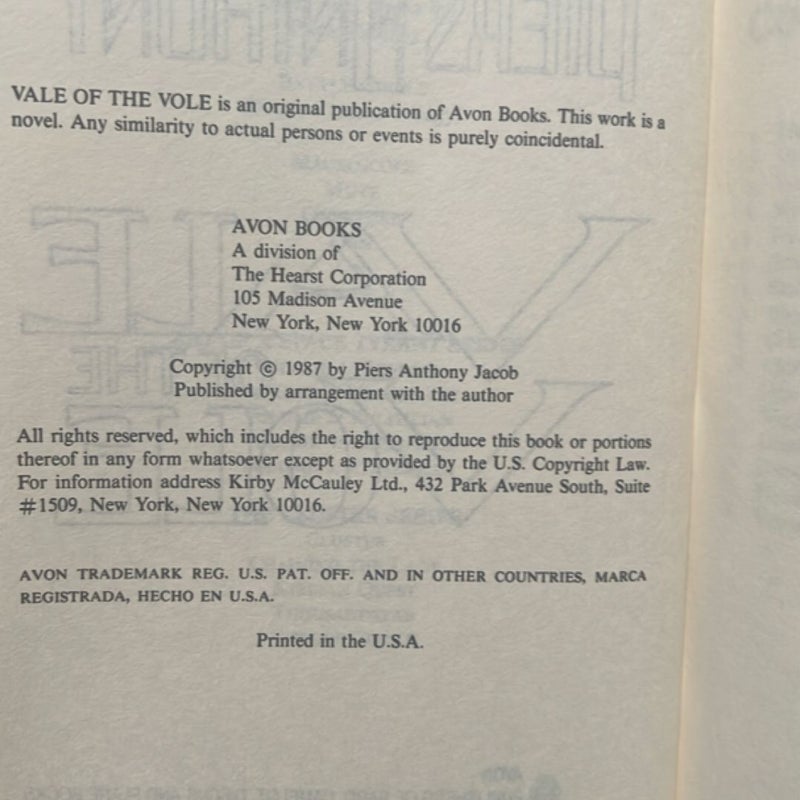 VALE OF THE VOLE is an original publication of Avon Books. This work is a
novel. Any similarity to actual persons or events is purely coincidental.
AVON BOOKS
A division of
The Hearst Corporation
105 Madison Avenue
New York, New York 10016
Copyright © 1987 by Piers Anthony Jacob
Published by arrangement with the author
All rights reserved, which includes the right to reproduce this book or portions
thereof in any form whatsoever except as provided by the U.S. Copyright Law.
For information address Kirby McCauley Ltd., 432 Park Avenue South, Suite
#1509, New York, New York 10016.
AVON TRADEMARK REG. U.S. PAT. OFF. AND IN OTHER COUNTRIES, MARCA
REGISTRADA, HECHO EN U.S.A.
Printed in the U.S.A.